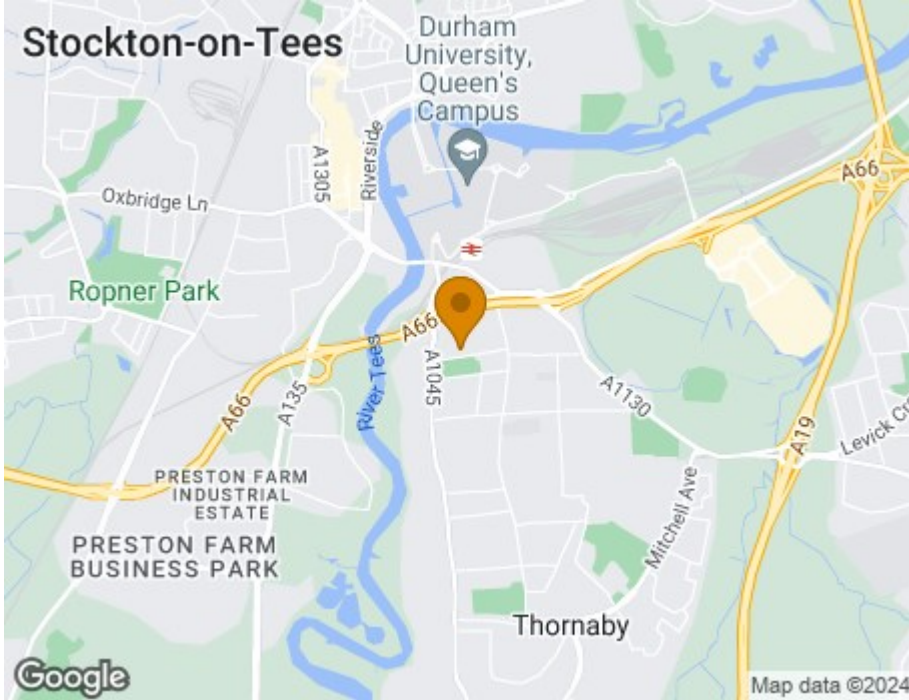 Stockton-on-Tees
Durham
University,
Queen's
Campus
A1305
Riverside
A66
Oxbridge Ln
Ropner Park
A66
River Tees
A1045
A135
A66
A1130
A19
Levick Cr
PRESTON FARM
INDUSTRIAL
ESTATE
Mitchell Ave
PRESTON FARM
BUSINESS PARK
Thornaby
Google
Map data ©2024